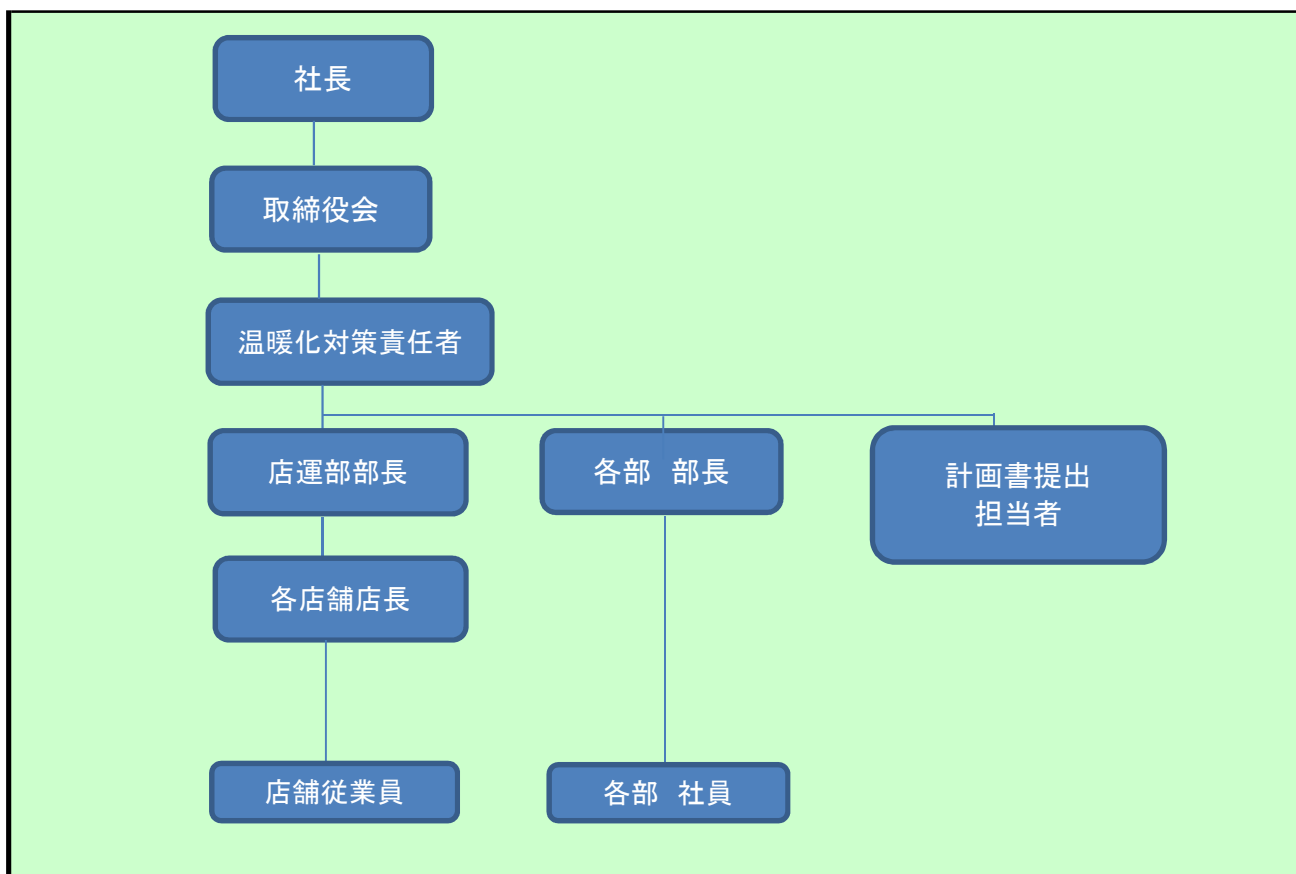 社長
取締役会
温暖化対策責任者
店運部部長
各部　部長
計画書提出
担当者
各店舗店長
店舗従業員
各部　社員